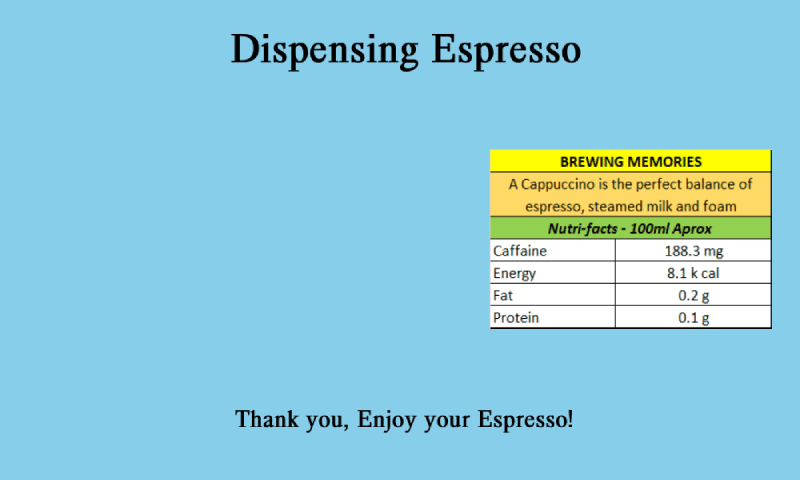 Dispensing Espresso
BREWING MEMORIES
A Cappuccino is the perfect balance of
espresso, steamed milk and foam
Nutri-facts - 100ml Aprox
Caffaine 188.3 mg
Energy 8.1 k cal
Fat 0.2 g
Protein 0.1 g
Thank you, Enjoy your Espresso!